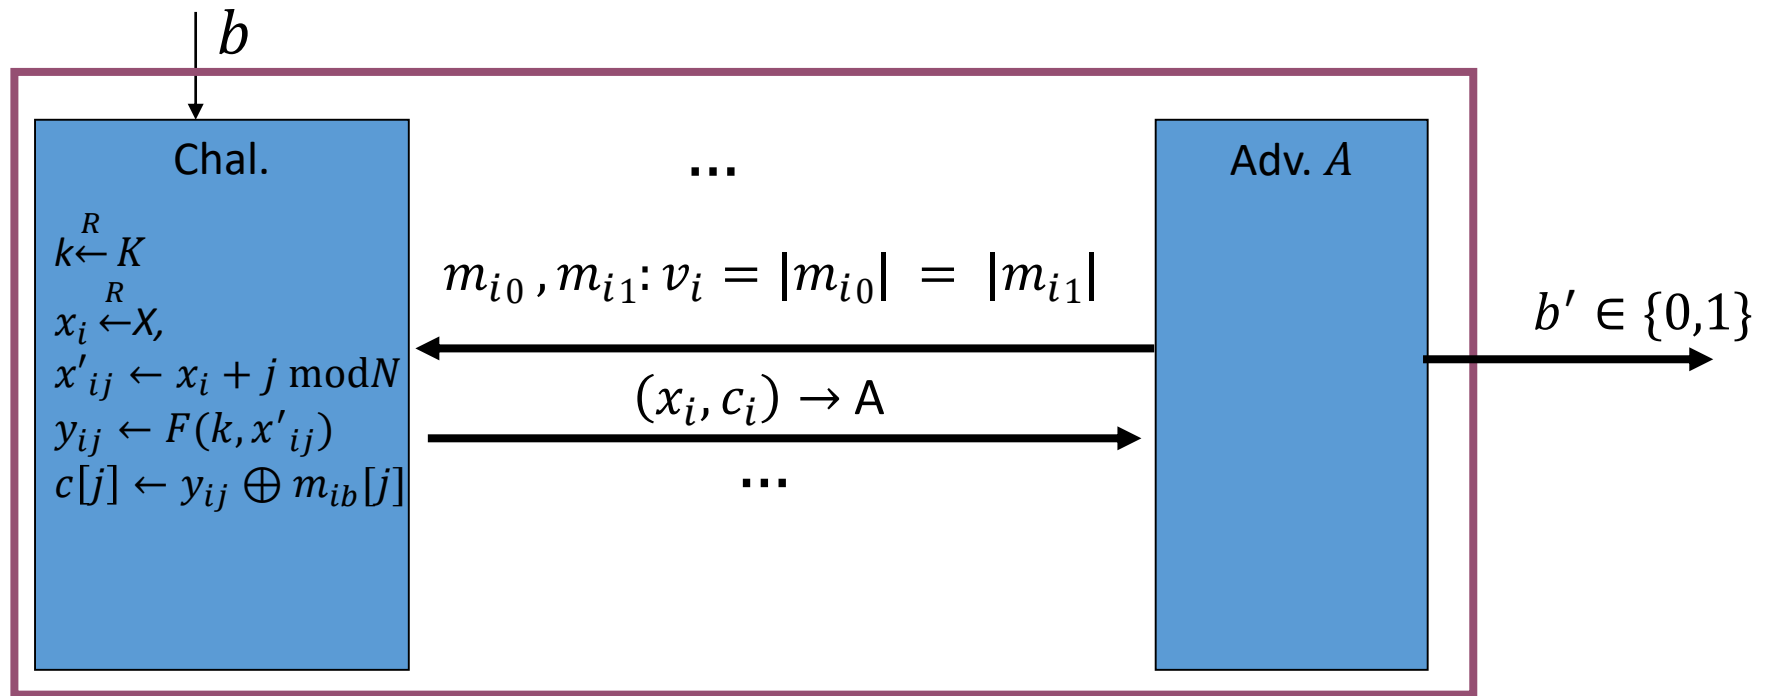 b
Chal.
k ←R K
x_i ←R X,
x'_ij ← x_i + j modN
y_ij ← F(k, x'_ij)
c[j] ← y_ij ⊕ m_ib[j]
...
m_i0 , m_i1: v_i = |m_i0| = |m_i1|
(x_i, c_i) → A
...
Adv. A
b' ∈ {0,1}